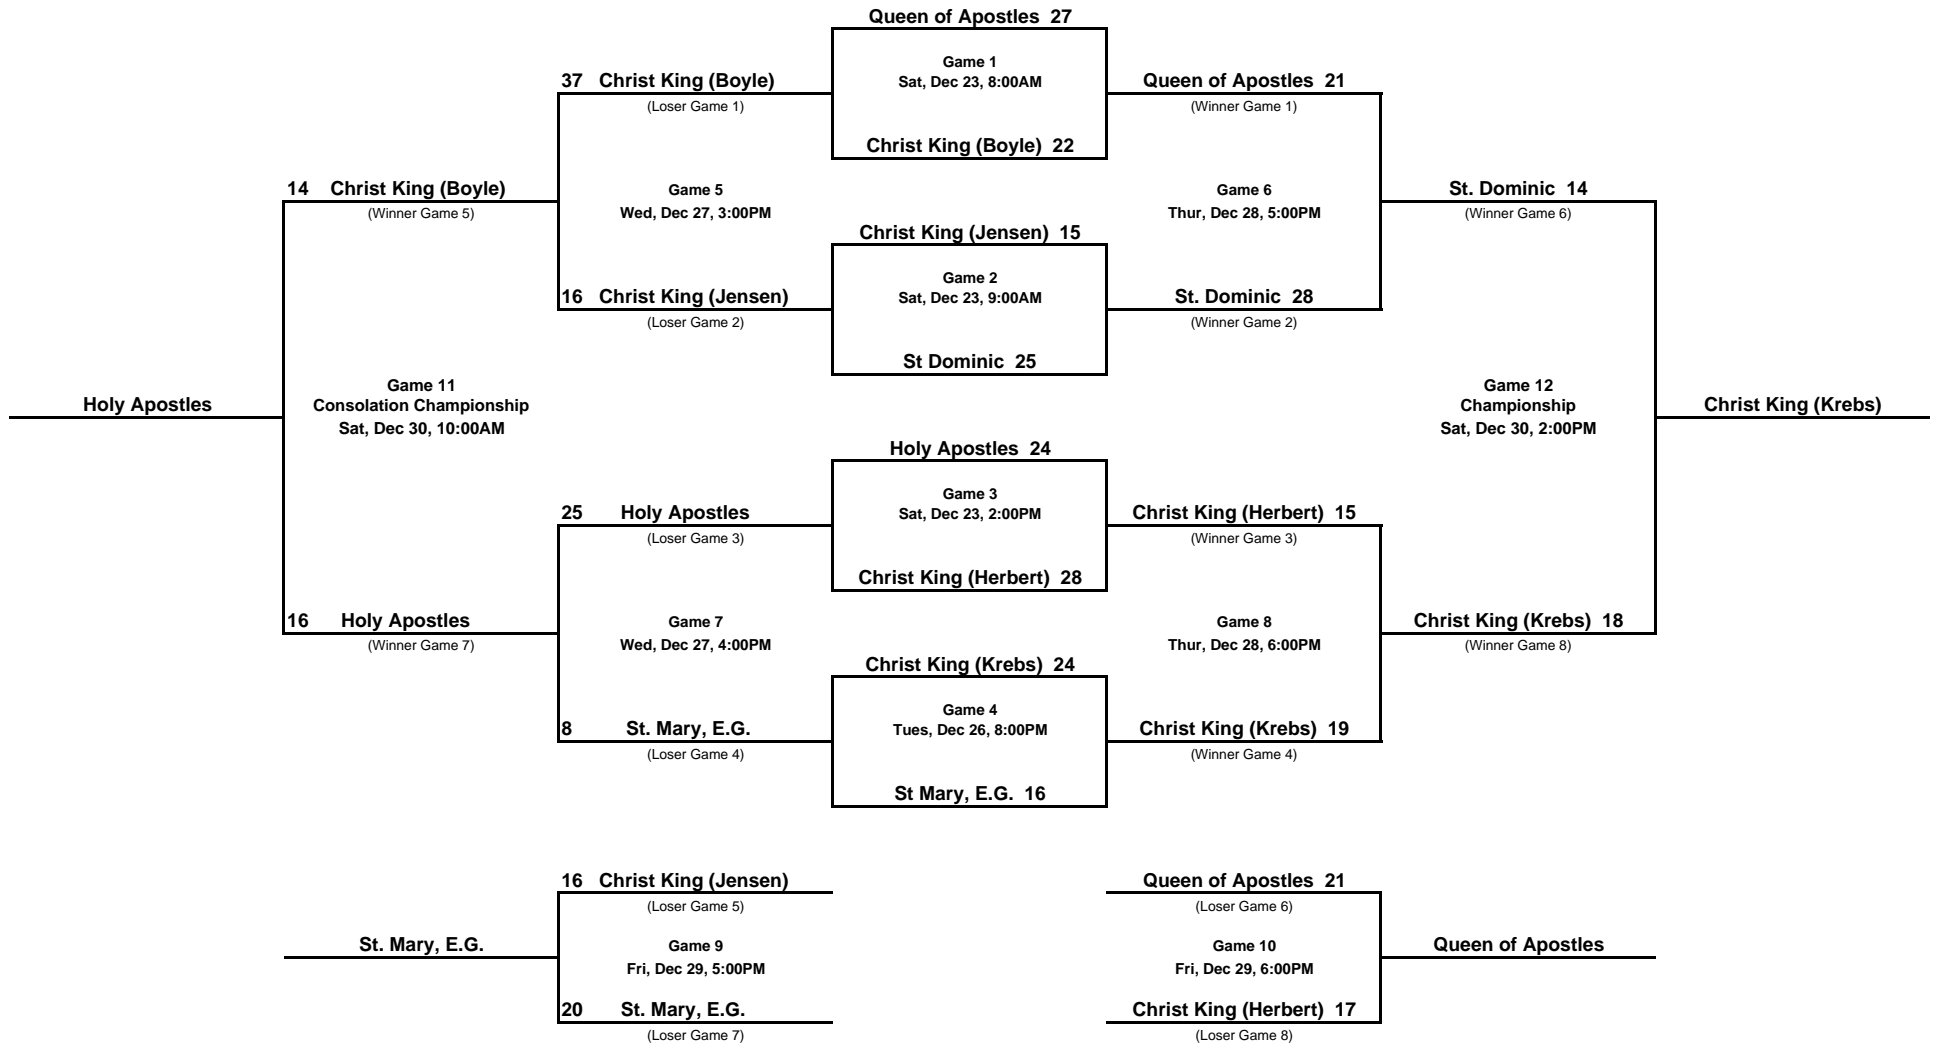 Queen of Apostles 27
Game 1
Sat, Dec 23, 8:00AM
37 Christ King (Boyle)
(Loser Game 1)
Queen of Apostles 21
(Winner Game 1)
Christ King (Boyle) 22
14 Christ King (Boyle)
(Winner Game 5)
Game 5
Wed, Dec 27, 3:00PM
Game 6
Thur, Dec 28, 5:00PM
St. Dominic 14
(Winner Game 6)
Christ King (Jensen) 15
Game 2
Sat, Dec 23, 9:00AM
16 Christ King (Jensen)
(Loser Game 2)
St. Dominic 28
(Winner Game 2)
St Dominic 25
Holy Apostles
Game 11
Consolation Championship
Sat, Dec 30, 10:00AM
Game 12
Championship
Sat, Dec 30, 2:00PM
Christ King (Krebs)
Holy Apostles 24
Game 3
Sat, Dec 23, 2:00PM
25 Holy Apostles
(Loser Game 3)
Christ King (Herbert) 15
(Winner Game 3)
Christ King (Herbert) 28
16 Holy Apostles
(Winner Game 7)
Game 7
Wed, Dec 27, 4:00PM
Game 8
Thur, Dec 28, 6:00PM
Christ King (Krebs) 18
(Winner Game 8)
Christ King (Krebs) 24
Game 4
Tues, Dec 26, 8:00PM
8 St. Mary, E.G.
(Loser Game 4)
Christ King (Krebs) 19
(Winner Game 4)
St Mary, E.G. 16
16 Christ King (Jensen)
(Loser Game 5)
Queen of Apostles 21
(Loser Game 6)
St. Mary, E.G.
Game 9
Fri, Dec 29, 5:00PM
Game 10
Fri, Dec 29, 6:00PM
Queen of Apostles
20 St. Mary, E.G.
(Loser Game 7)
Christ King (Herbert) 17
(Loser Game 8)